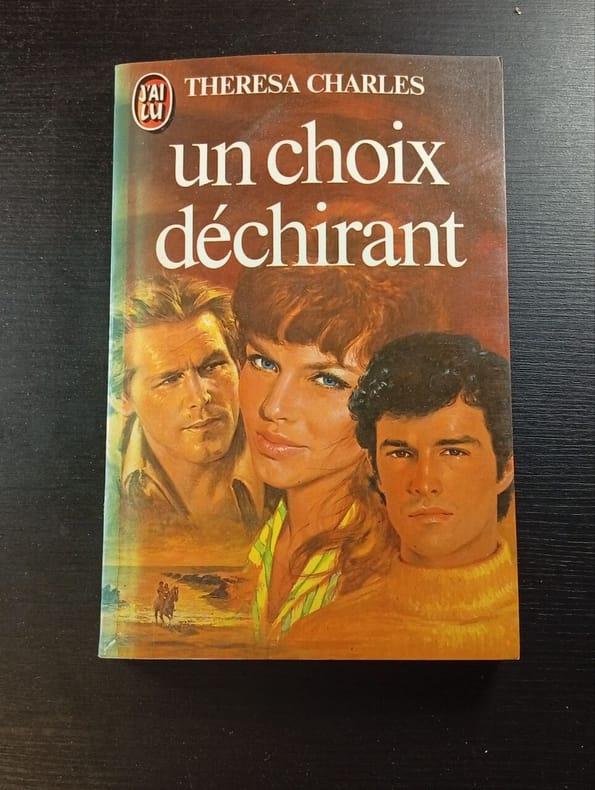 J'AI
LU
THERESA CHARLES
un choix
déchirant